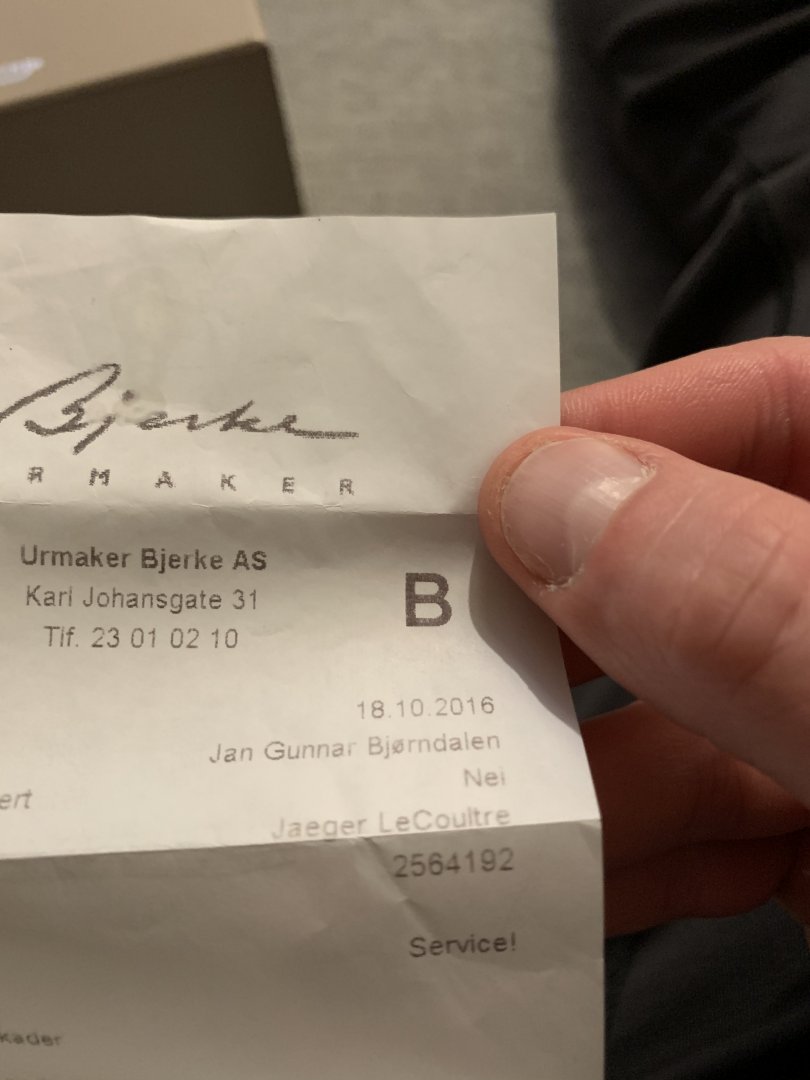 Bjerke
R M A K E R
Urmaker Bjerke AS
Karl Johansgate 31
B
Tlf. 23 01 02 10
18.10.2016
Jan Gunnar Bjørndalen
Nei
ert
Jaeger LeCoultre
2564192
Service!
kader